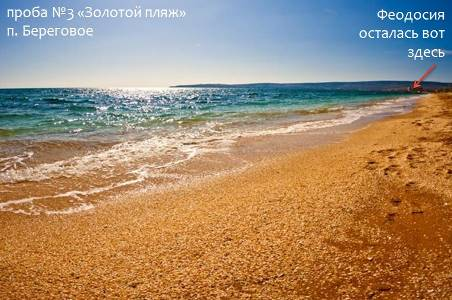 проба №3 «Золотой пляж»
п. Береговое
Феодосия
осталась вот
здесь